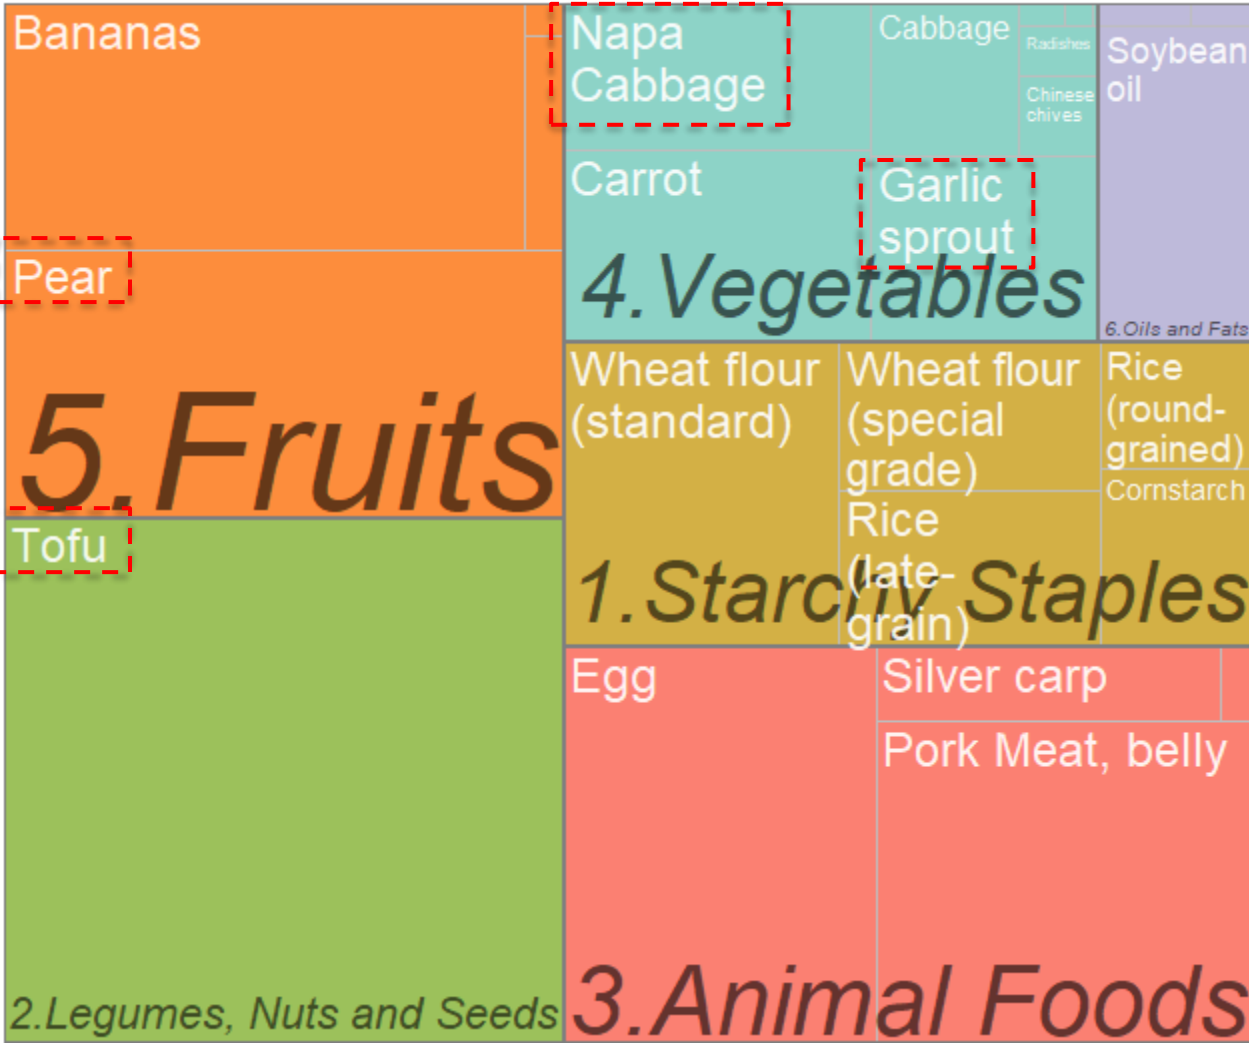 Bananas
Pear
5.Fruits
Tofu
2.Legumes, Nuts and Seeds
Napa
Cabbage
Cabbage
Radishes
Chinese
chives
Carrot
Garlic
sprout
4.Vegetables
Soybean
oil
6.Oils and Fats
Wheat flour
(standard)
Wheat flour
(special
grade)
Rice
(late-
grain)
Rice
(round-
grained)
Cornstarch
1.Starchy Staples
Egg
Silver carp
Pork Meat, belly
3.Animal Foods